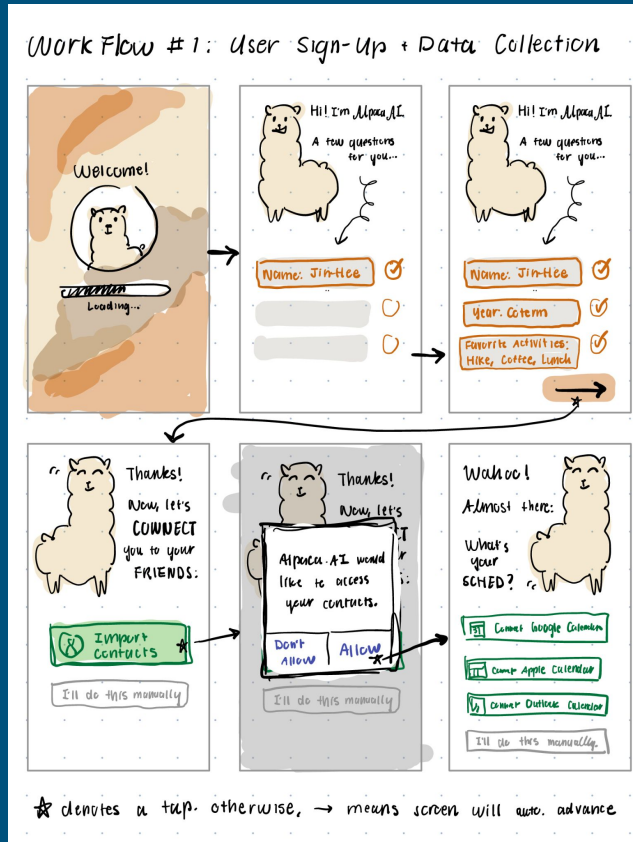 Work Flow #1: User Sign-Up + Data Collection
Welcome!
Loading...
Hi! I'm Alpaca AI.
A few questions
for you...
Name: Jin-Hee
Hi! I'm Alpaca AI.
A few questions
for you...
Name: Jin-Hee
Year: Coterm
Favorite Activities:
Hike, Coffee, Lunch
Thanks!
Now, let's
CONNECT
you to your
FRIENDS:
Import
Contacts
I'll do this manually
Thanks!
Now, let's
Alpaca.AI would
like to access
your contacts.
Don't
Allow
Allow
I'll do this manually
Wahoo!
Almost there:
What's
your
SCHED?
Connect Google Calendar
Connect Apple Calendar
Connect Outlook Calendar
I'll do this manually.
☆ denotes a tap. otherwise, → means screen will auto. advance